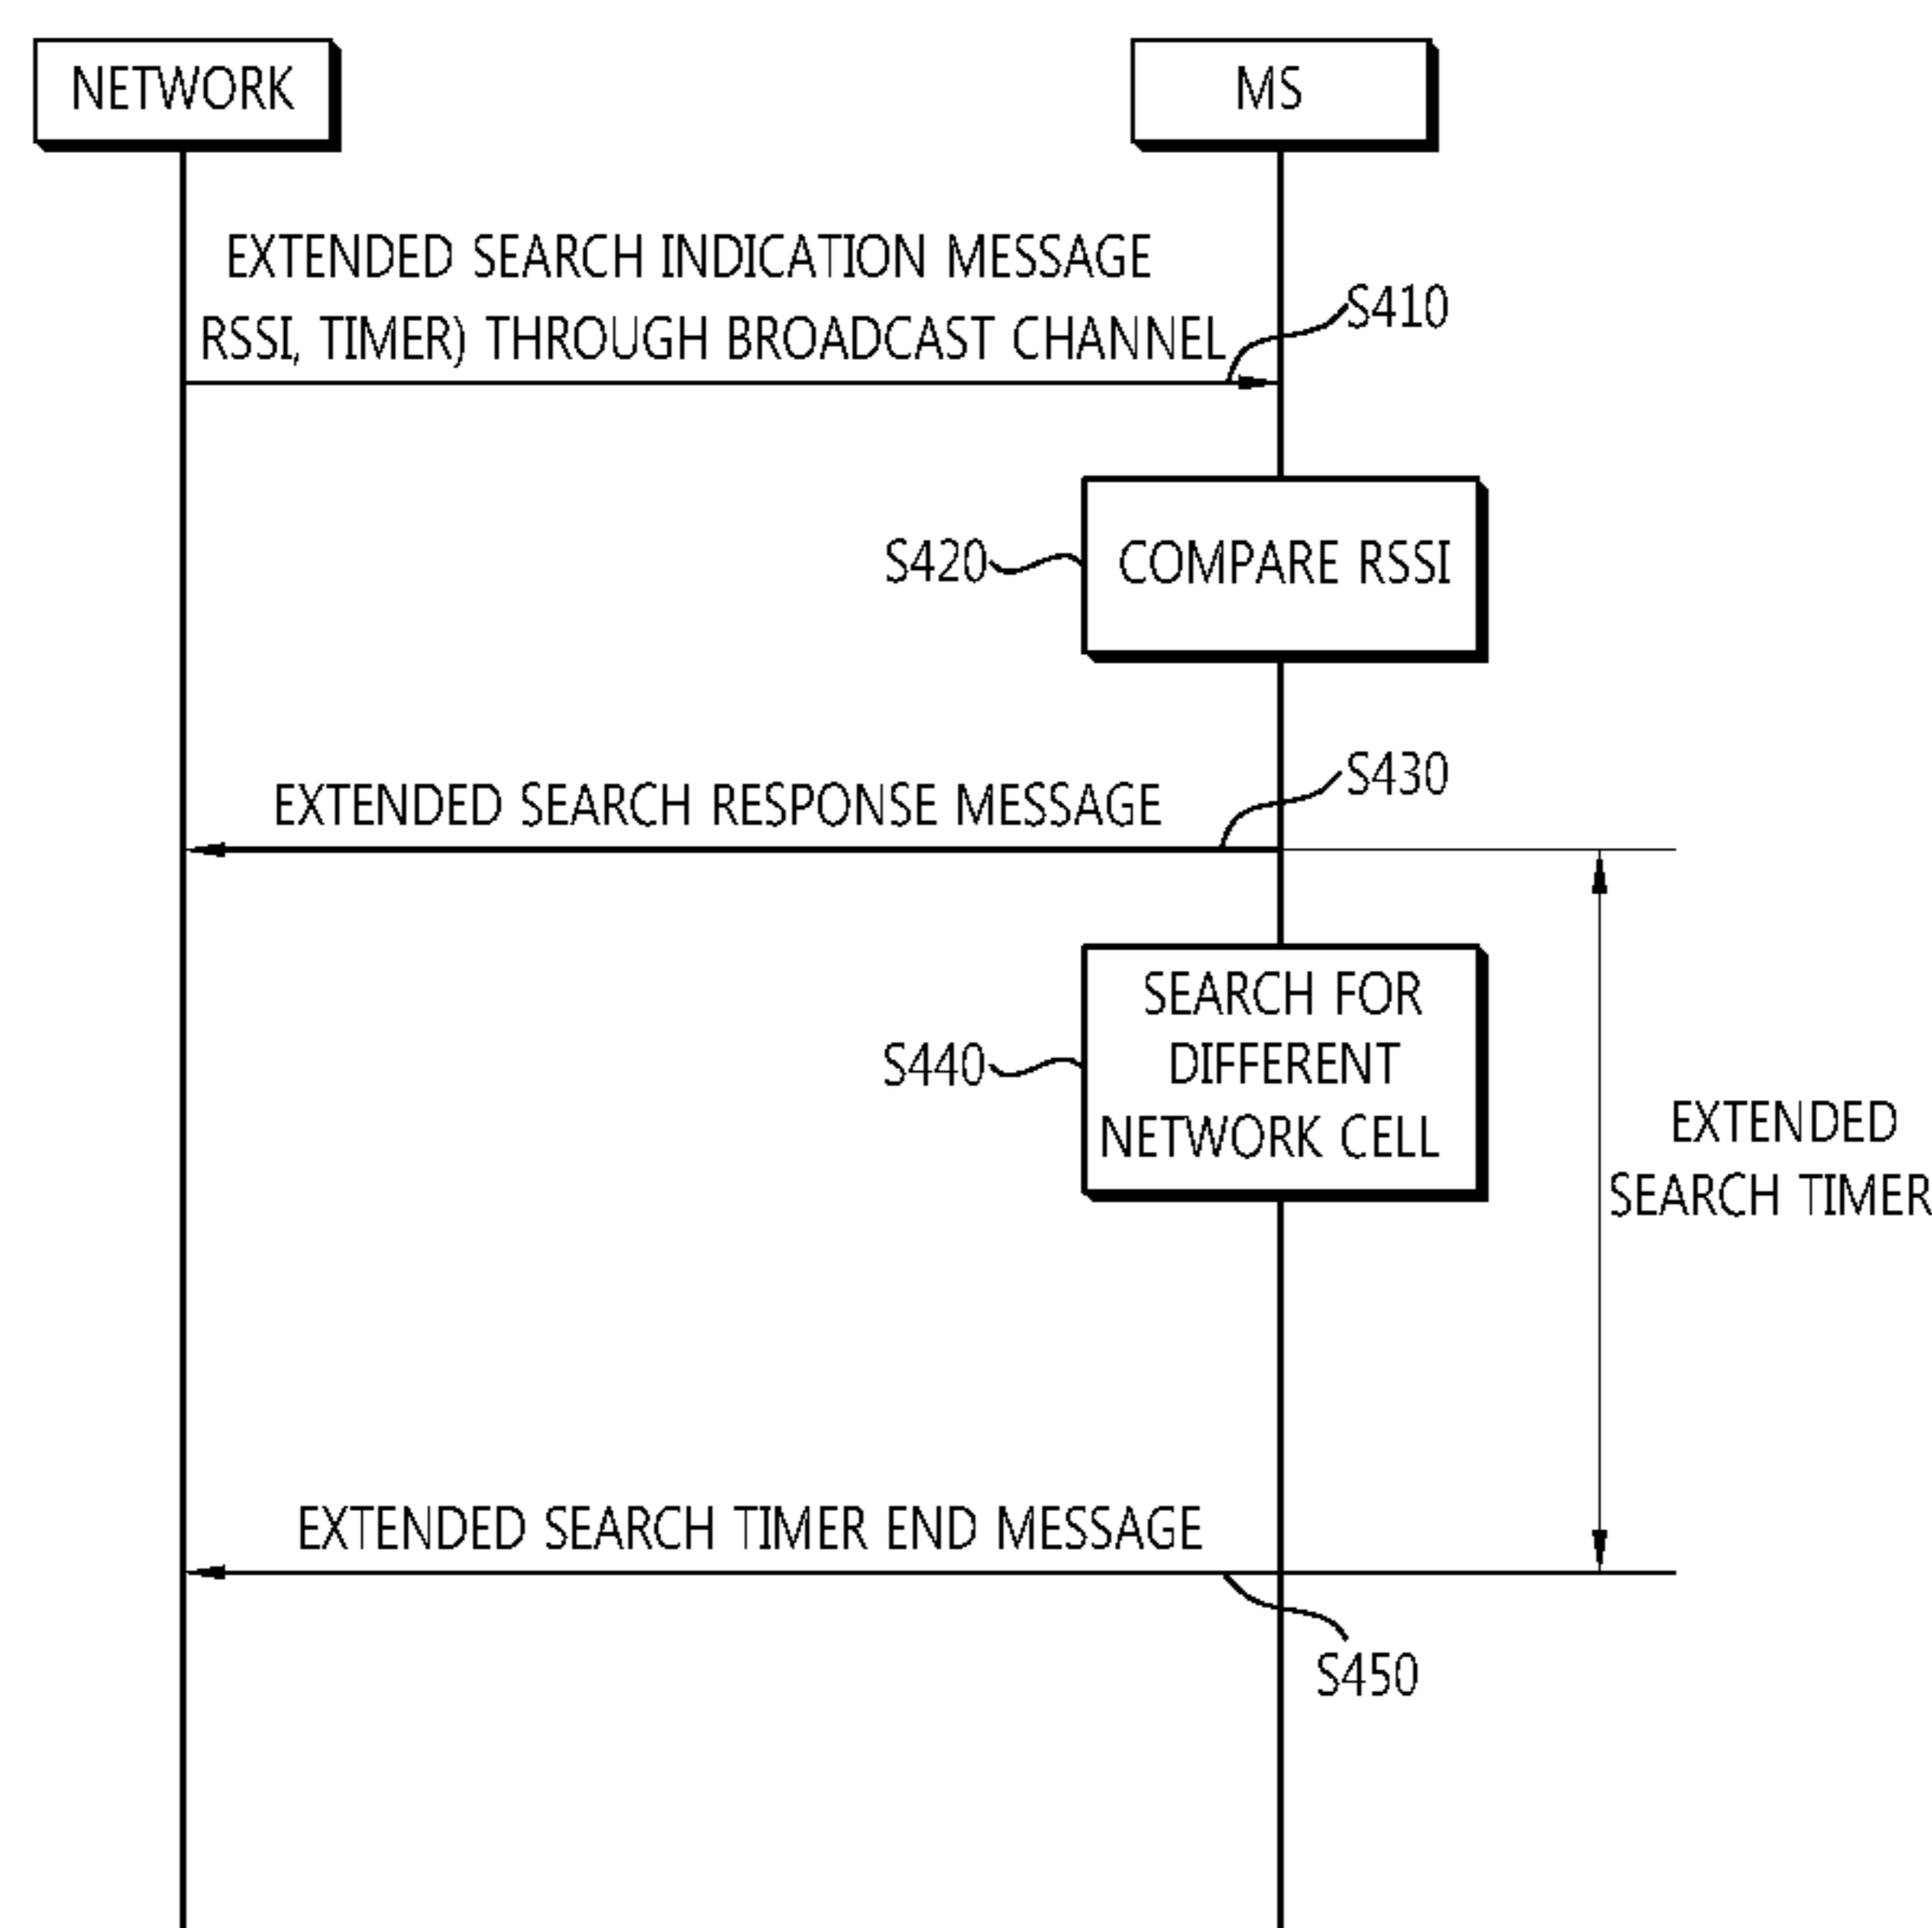 NETWORK
MS
EXTENDED SEARCH INDICATION MESSAGE
RSSI, TIMER) THROUGH BROADCAST CHANNEL
S410
S420
COMPARE RSSI
S430
EXTENDED SEARCH RESPONSE MESSAGE
SEARCH FOR
DIFFERENT
NETWORK CELL
S440
EXTENDED
SEARCH TIMER
EXTENDED SEARCH TIMER END MESSAGE
S450